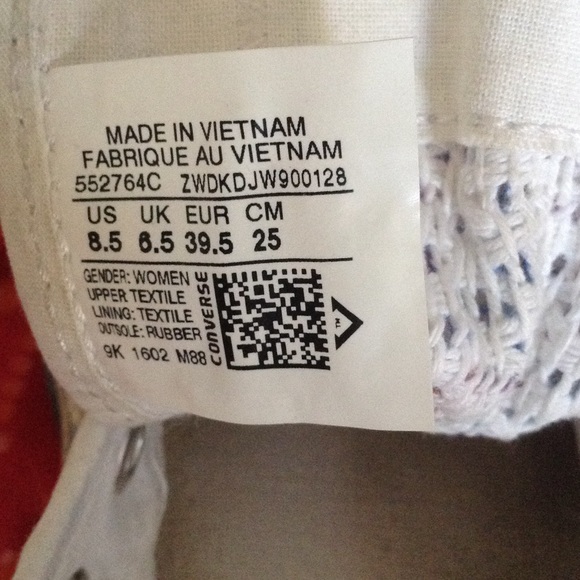 MADE IN VIETNAM
FABRIQUE AU VIETNAM
552764C ZWDKDJW900128
US UK EUR CM
8.5 6.5 39.5 25
GENDER: WOMEN
UPPER TEXTILE
LINING: TEXTILE
OUTSOLE: RUBBER
9K 1602 M88
CONVERSE
TM